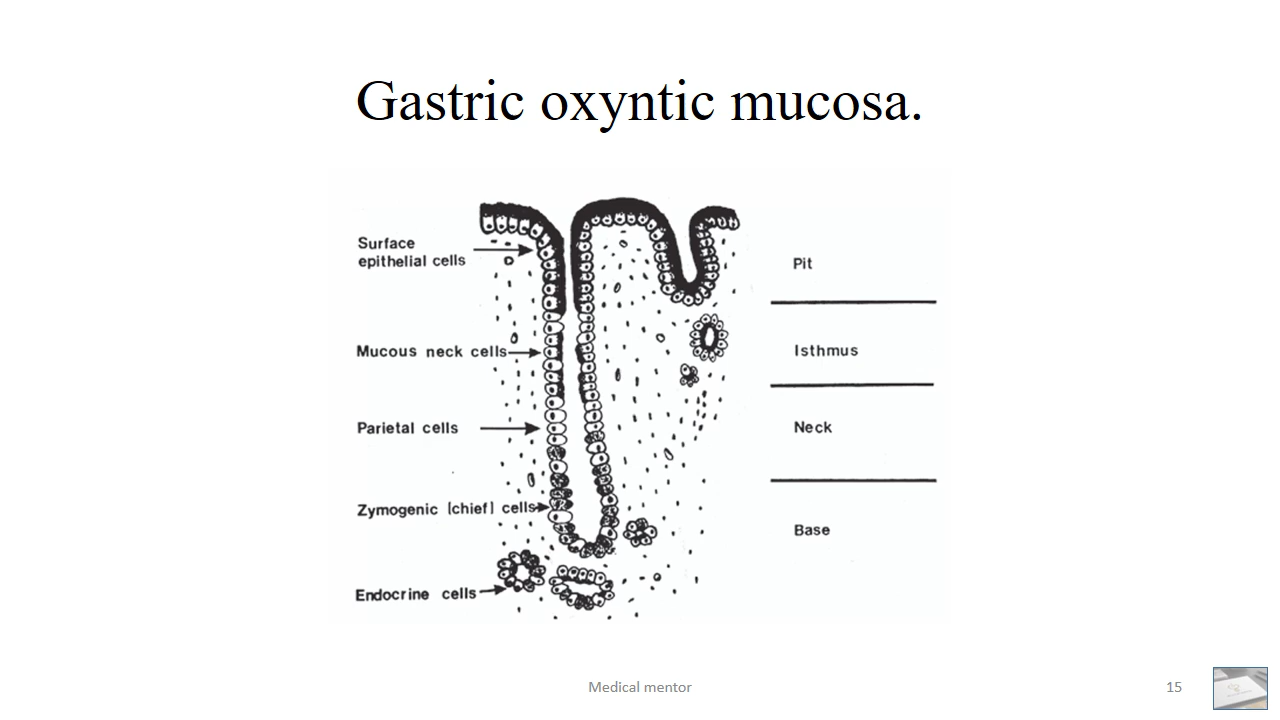 Gastric oxyntic mucosa.
Surface
epithelial cells
Mucous neck cells
Parietal cells
Zymogenic (chief) cells
Endocrine cells
Pit
Isthmus
Neck
Base
Medical mentor
15